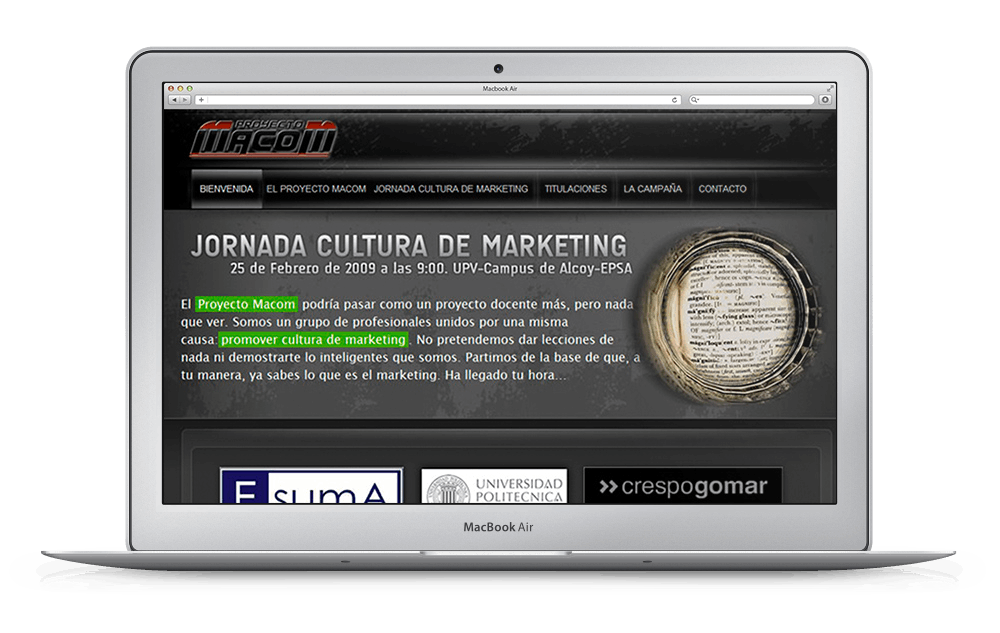 Macbook Air
PROYECTO
MACOM
BIENVENIDA
EL PROYECTO MACOM
JORNADA CULTURA DE MARKETING
TITULACIONES
LA CAMPAÑA
CONTACTO
JORNADA CULTURA DE MARKETING
25 de Febrero de 2009 a las 9:00. UPV-Campus de Alcoy-EPSA
El Proyecto Macom podría pasar como un proyecto docente más, pero nada
que ver. Somos un grupo de profesionales unidos por una misma
causa: promover cultura de marketing. No pretendemos dar lecciones de
nada ni demostrarte lo inteligentes que somos. Partimos de la base de que, a
tu manera, ya sabes lo que es el marketing. Ha llegado tu hora...
EsumA
UNIVERSIDAD
POLITECNICA
crespogomar
MacBook Air